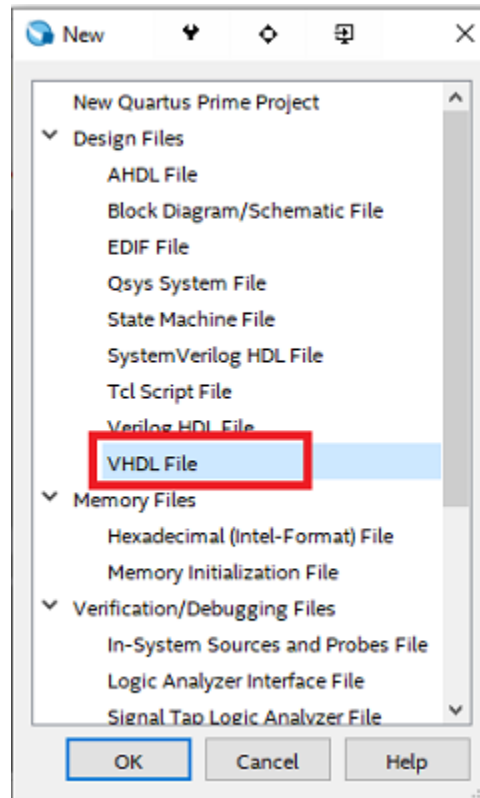 New
New Quartus Prime Project
Design Files
AHDL File
Block Diagram/Schematic File
EDIF File
Qsys System File
State Machine File
SystemVerilog HDL File
Tcl Script File
Verilog HDL File
VHDL File
Memory Files
Hexadecimal (Intel-Format) File
Memory Initialization File
Verification/Debugging Files
In-System Sources and Probes File
Logic Analyzer Interface File
Signal Tap Logic Analyzer File
OK Cancel Help